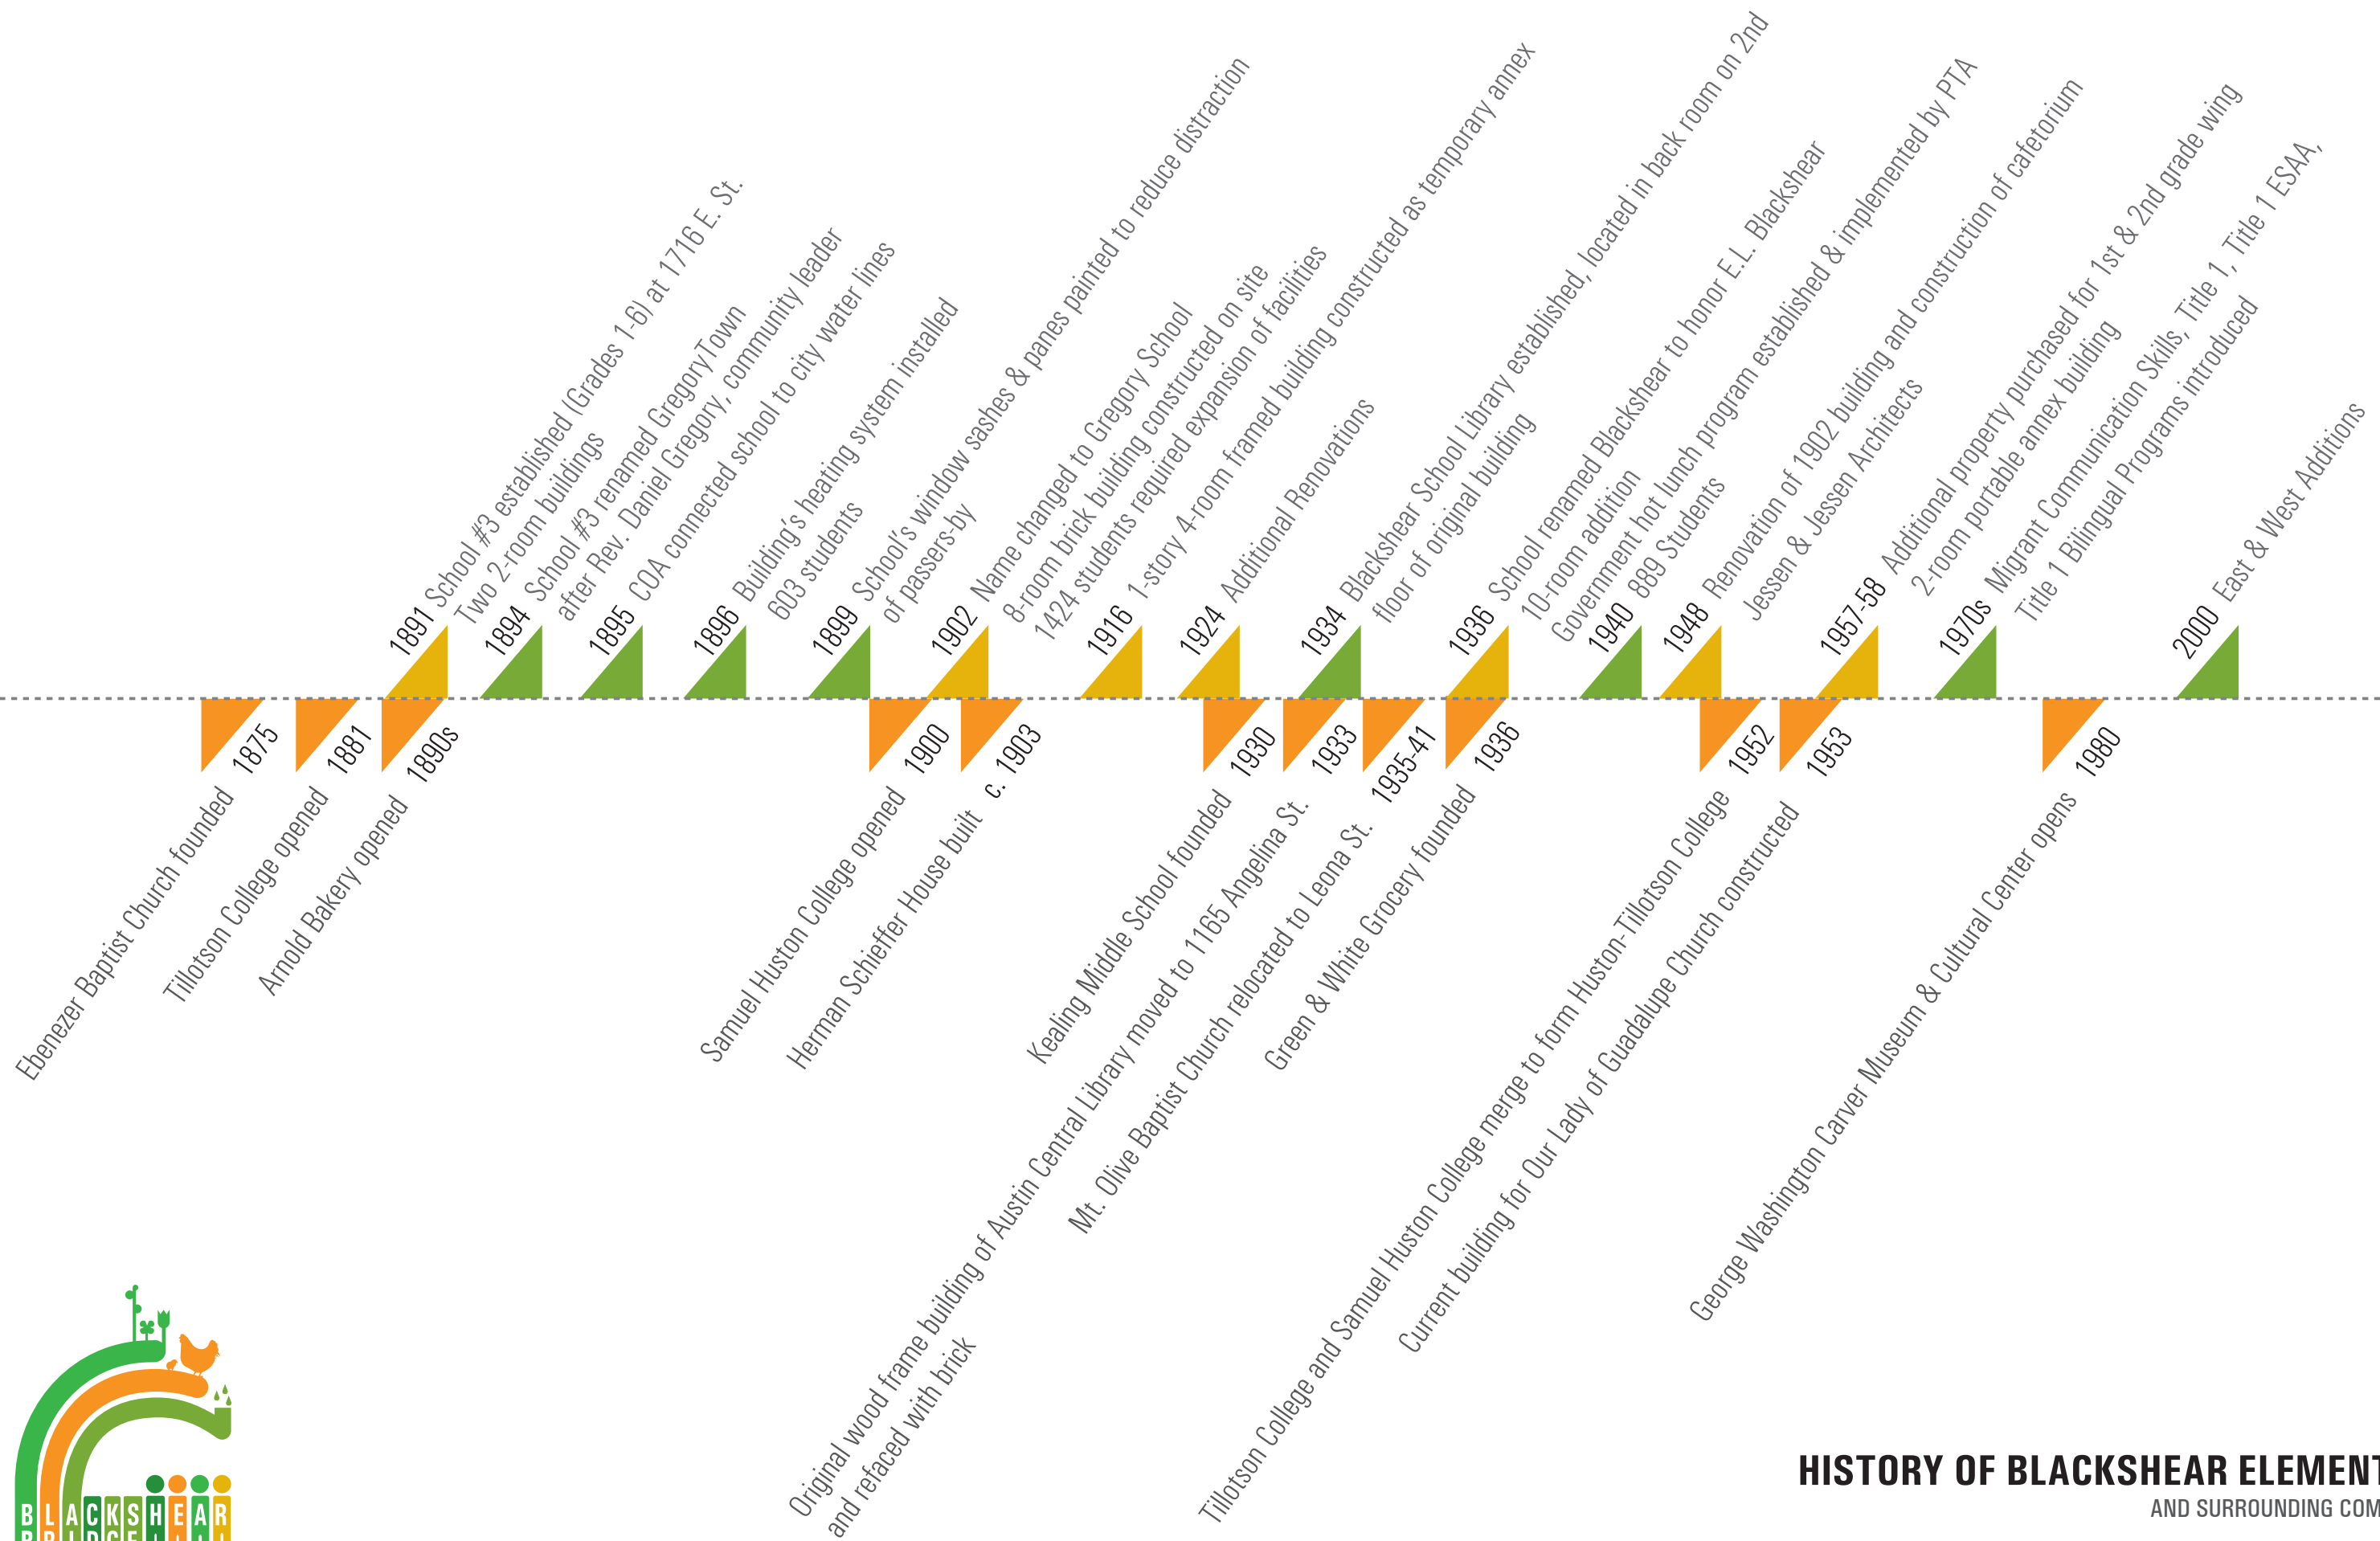 1891 School #3 established (Grades 1-6) at 1716 E. St.
Two 2-room buildings
1894 School #3 renamed GregoryTown
after Rev. Daniel Gregory, community leader
1895 COA connected school to city water lines
1896 Building's heating system installed
603 students
1899 School's window sashes & panes painted to reduce distraction
of passers-by
1902 Name changed to Gregory School
8-room brick building constructed on site
1424 students required expansion of facilities
1916 1-story 4-room framed building constructed as temporary annex
1924 Additional Renovations
1934 Blackshear School Library established, located in back room on 2nd
floor of original building
1936 School renamed Blackshear to honor E.L. Blackshear
10-room addition
Government hot lunch program established & implemented by PTA
1940 889 Students
1948 Renovation of 1902 building and construction of cafetorium
Jessen & Jessen Architects
1957-58 Additional property purchased for 1st & 2nd grade wing
2-room portable annex building
1970s Migrant Communication Skills, Title 1, Title 1 ESAA,
Title 1 Bilingual Programs introduced
2000 East & West Additions
Ebenezer Baptist Church founded 1875
Tillotson College opened 1881
Arnold Bakery opened 1890s
Samuel Huston College opened 1900
Herman Schieffer House built c. 1903
Kealing Middle School founded 1930
Original wood frame building of Austin Central Library moved to 1165 Angelina St. 1933
and refaced with brick
Mt. Olive Baptist Church relocated to Leona St. 1935-41
Green & White Grocery founded 1936
Tillotson College and Samuel Huston College merge to form Huston-Tillotson College 1952
Current building for Our Lady of Guadalupe Church constructed 1953
George Washington Carver Museum & Cultural Center opens 1980
BLACKSHEAR
HISTORY OF BLACKSHEAR ELEMENT
AND SURROUNDING COM